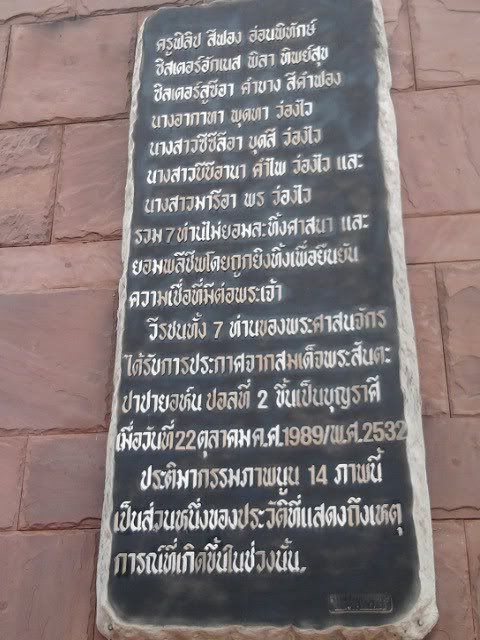 ครูฟิลิป สีฟอง อ่อนพิทักษ์
ซิสเตอร์อักแนส พิลา ทิพย์สุข
ซิสเตอร์ลูซีอา คำบาง สีคำฟอง
นางอากาทา พุดทา ว่องไว
นางสาวซีซีลีอา บุดสี ว่องไว
นางสาวบีบีอานา คำไพ ว่องไว และ
นางสาวมารีอา พร ว่องไว
รวม 7 ท่านไม่ยอมละทิ้งศาสนา และ
ยอมพลีชีพโดยถูกยิงทิ้งเพื่อยืนยัน
ความเชื่อที่มีต่อพระเจ้า
วีรชนทั้ง 7 ท่านของพระศาสนจักร
ได้รับการประกาศจากสมเด็จพระสันตะ
ปาปายอห์น ปอลที่ 2 ขึ้นเป็นบุญราศี
เมื่อวันที่ 22 ตุลาคม ค.ศ.1989/พ.ศ.2532
ประติมากรรมภาพนูน 14 ภาพนี้
เป็นส่วนหนึ่งของประวัติที่แสดงถึงเหตุ
การณ์ที่เกิดขึ้นในช่วงนั้น.